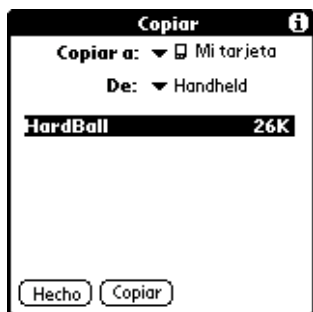 Copiar
Copiar a: Mi tarjeta
De: Handheld
HardBall 26K
Hecho Copiar